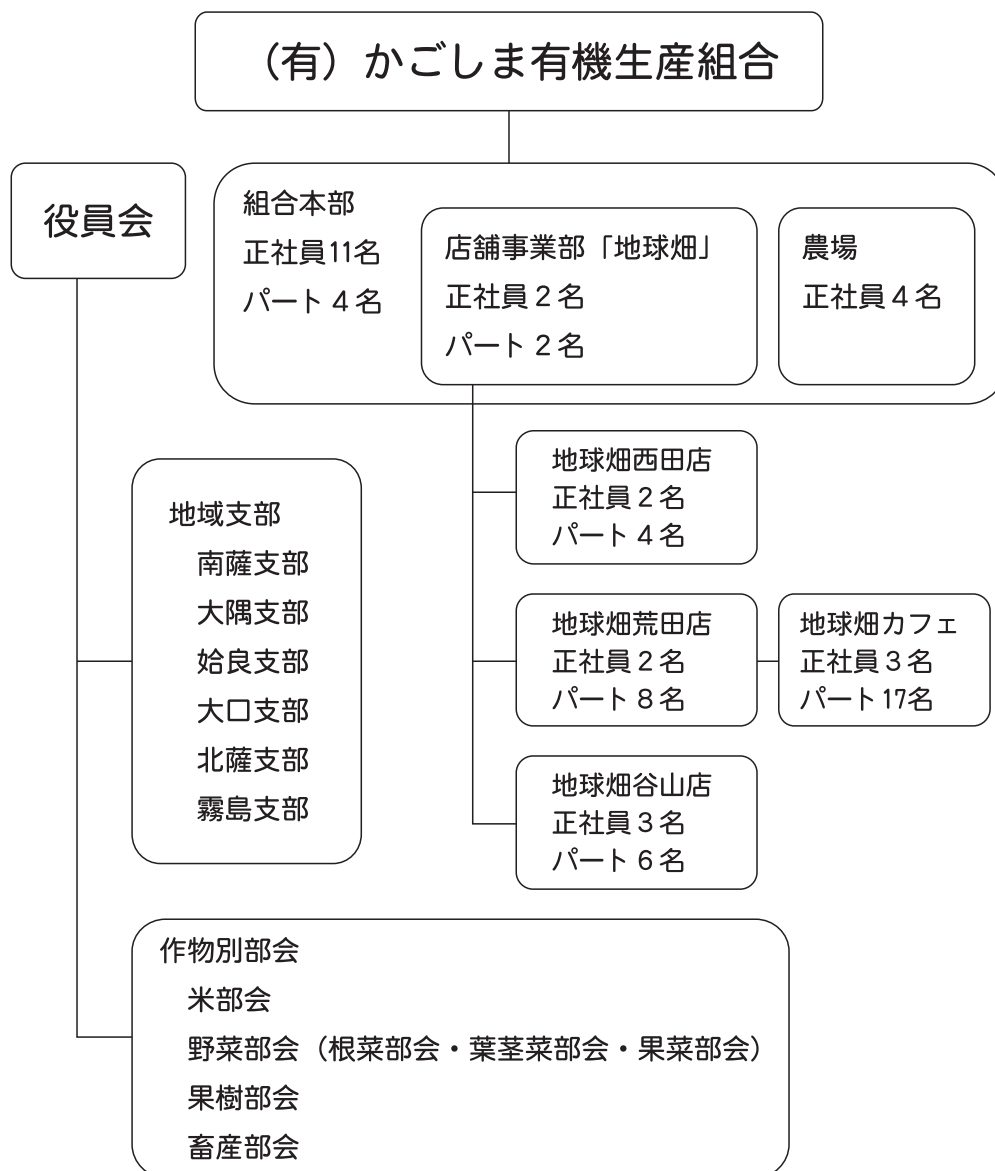 （有）かごしま有機生産組合
役員会
組合本部
正社員11名
パート４名
店舗事業部「地球畑」
正社員２名
パート２名
農場
正社員４名
地球畑西田店
正社員２名
パート４名
地球畑荒田店
正社員２名
パート８名
地球畑カフェ
正社員３名
パート17名
地球畑谷山店
正社員３名
パート６名
地域支部
南薩支部
大隅支部
姶良支部
大口支部
北薩支部
霧島支部
作物別部会
米部会
野菜部会（根菜部会・葉茎菜部会・果菜部会）
果樹部会
畜産部会